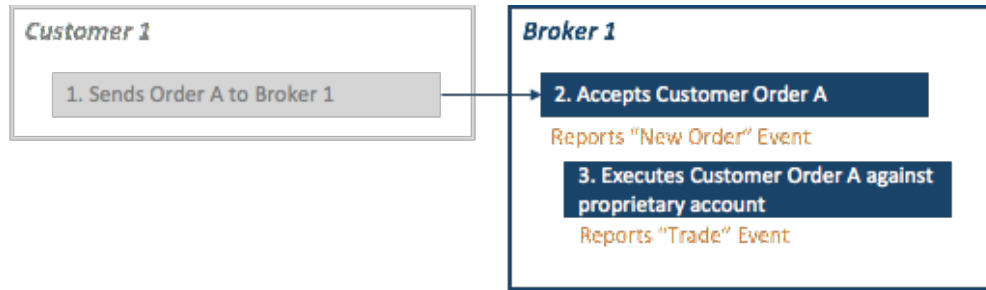 Customer 1
1. Sends Order A to Broker 1
Broker 1
2. Accepts Customer Order A
Reports “New Order” Event
3. Executes Customer Order A against
proprietary account
Reports “Trade” Event